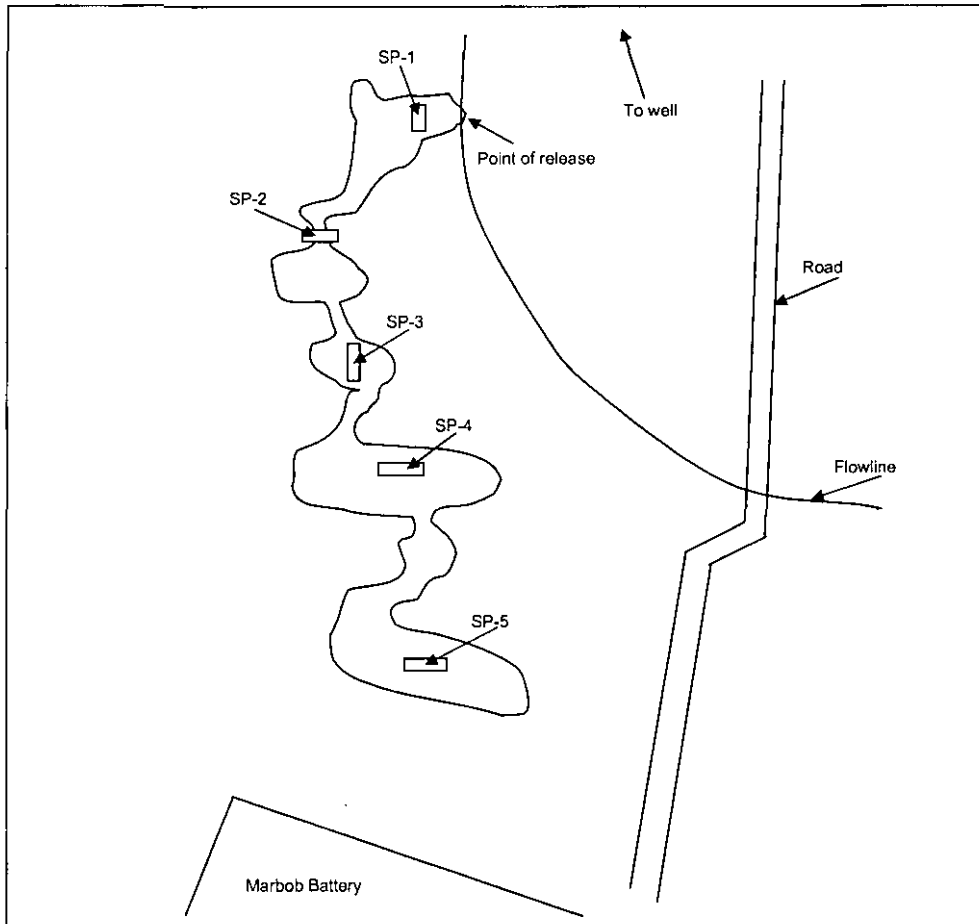 SP-1
To well
Point of release
SP-2
Road
SP-3
SP-4
Flowline
SP-5
Marbob Battery